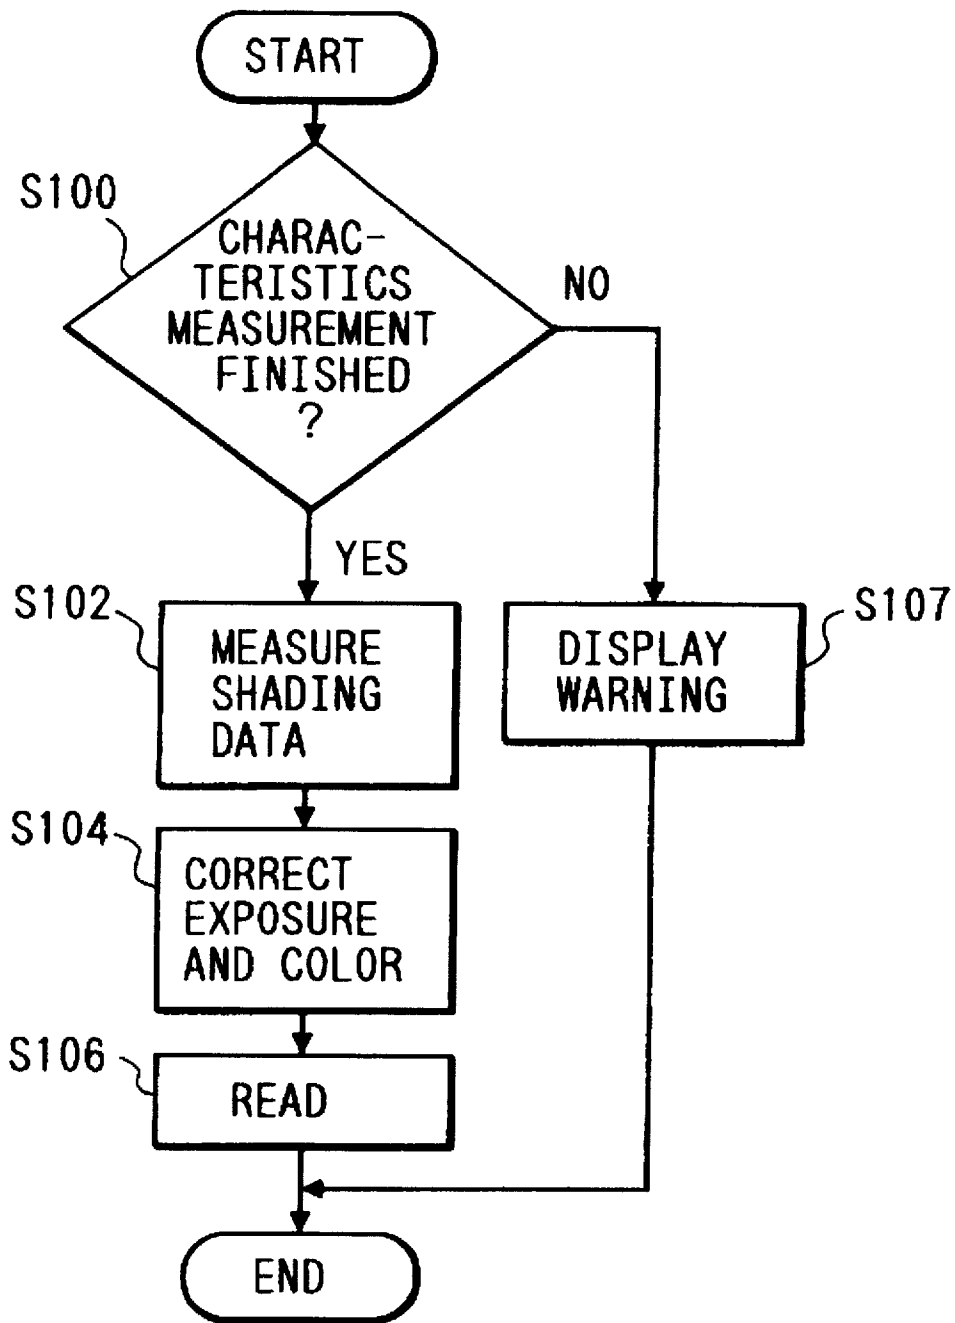 START
S100
CHARAC-
TERISTICS
MEASUREMENT
FINISHED
?
NO
YES
S102
MEASURE
SHADING
DATA
DISPLAY
WARNING
S107
S104
CORRECT
EXPOSURE
AND COLOR
S106
READ
END